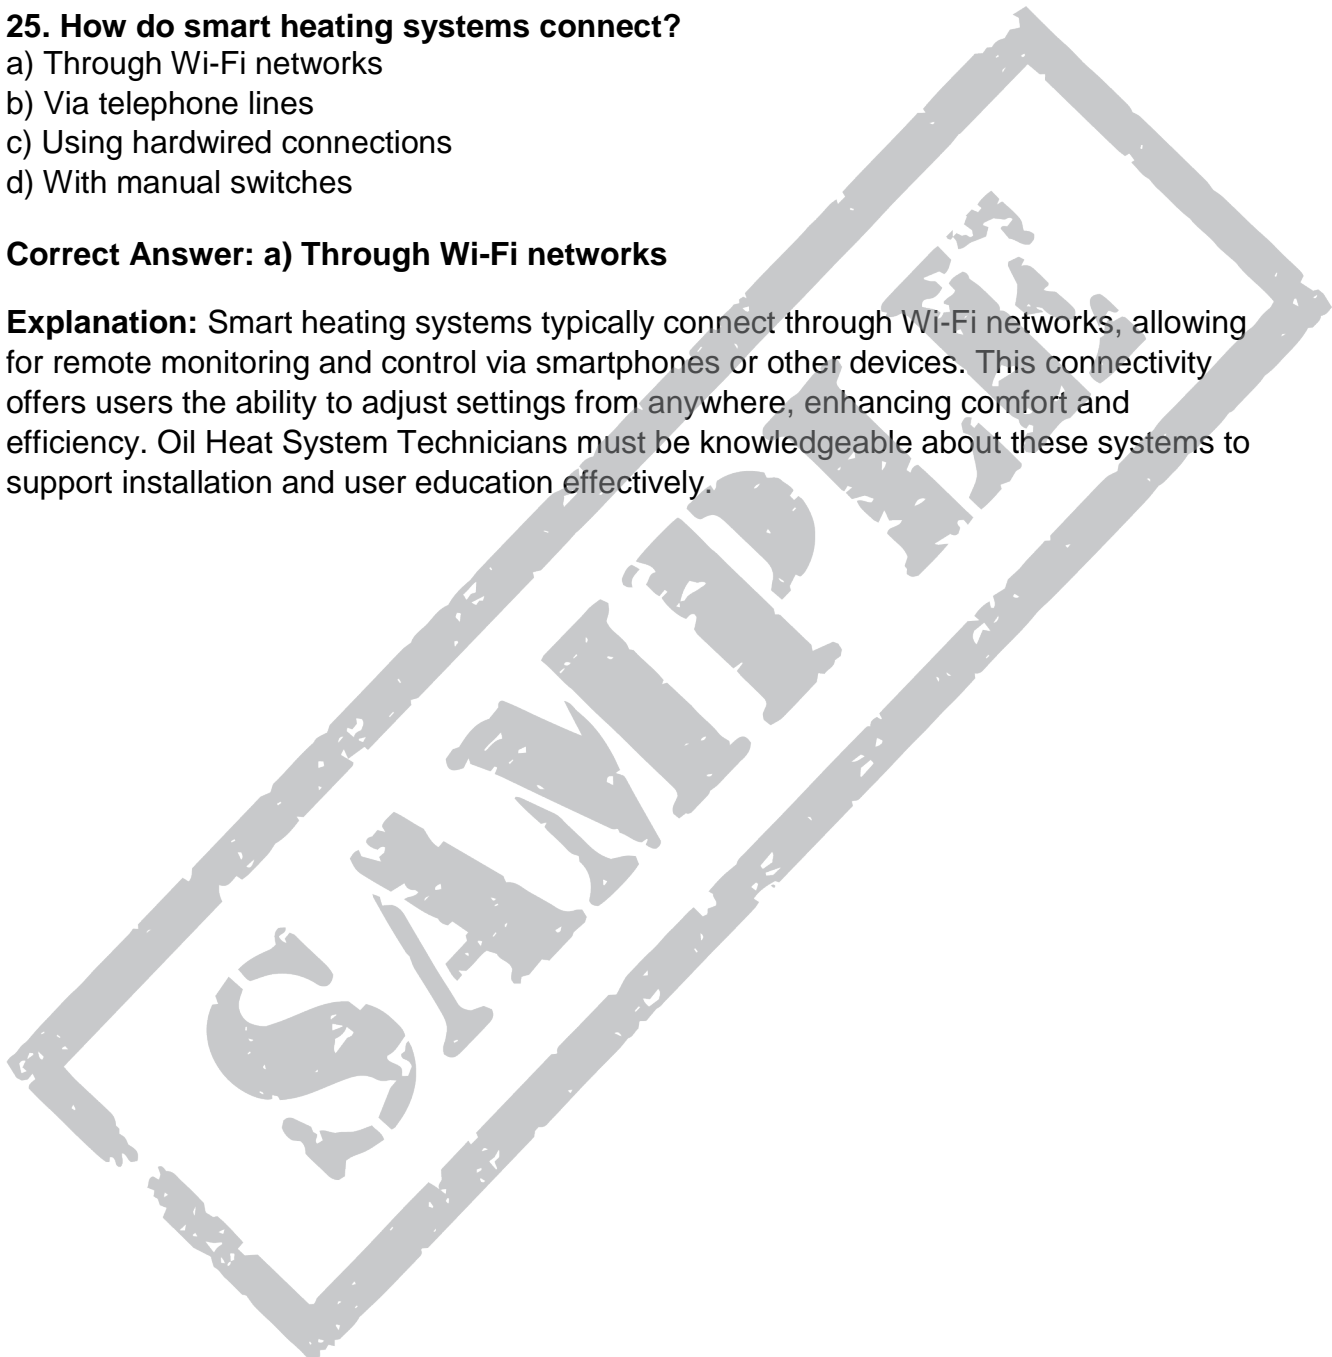 25. How do smart heating systems connect?
a) Through Wi-Fi networks
b) Via telephone lines
c) Using hardwired connections
d) With manual switches
Correct Answer: a) Through Wi-Fi networks
Explanation: Smart heating systems typically connect through Wi-Fi networks, allowing
for remote monitoring and control via smartphones or other devices. This connectivity
offers users the ability to adjust settings from anywhere, enhancing comfort and
efficiency. Oil Heat System Technicians must be knowledgeable about these systems to
support installation and user education effectively.
SAMPLE